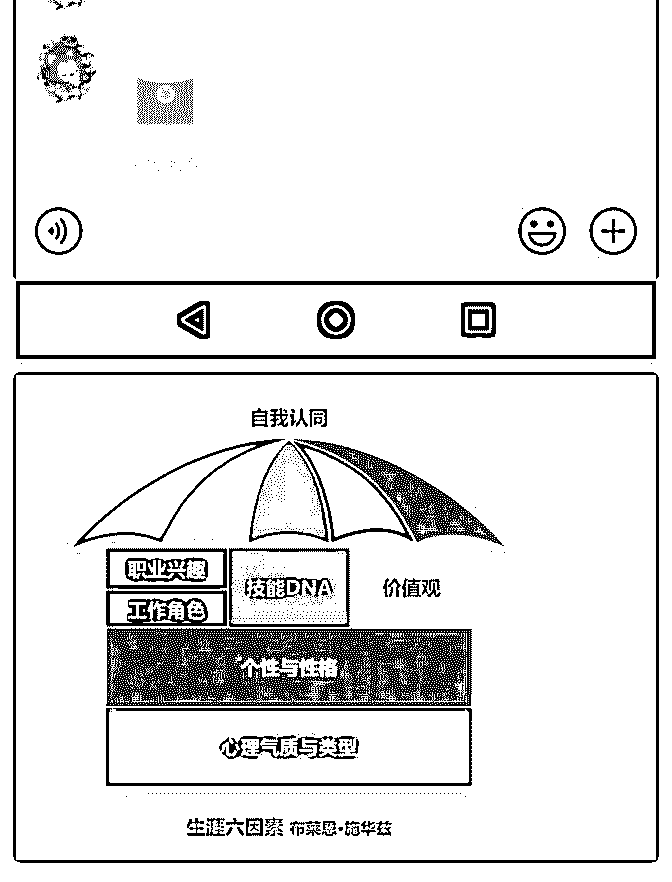 自我认同
职业兴趣
技能DNA
价值观
工作角色
个性与性格
心理气质与类型
生涯六因素 布莱恩·施华兹